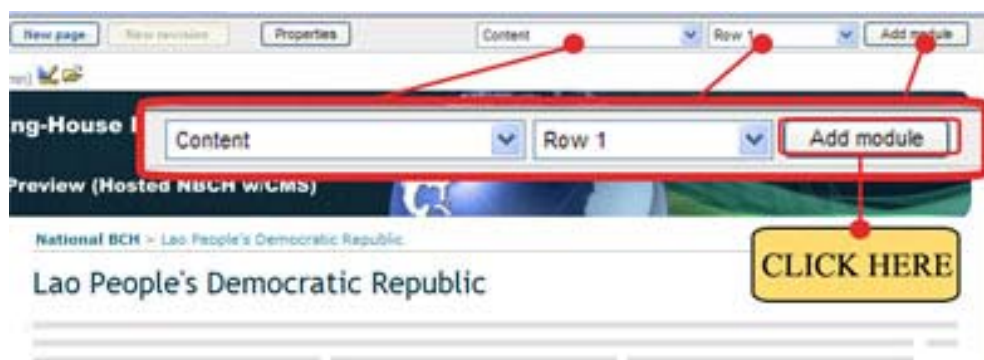 New page New revision Properties Content Row 1 Add module
ng-House
Content Row 1 Add module
Preview (Hosted NBCH w/CMS)
National BCH > Lao People's Democratic Republic
CLICK HERE
Lao People's Democratic Republic